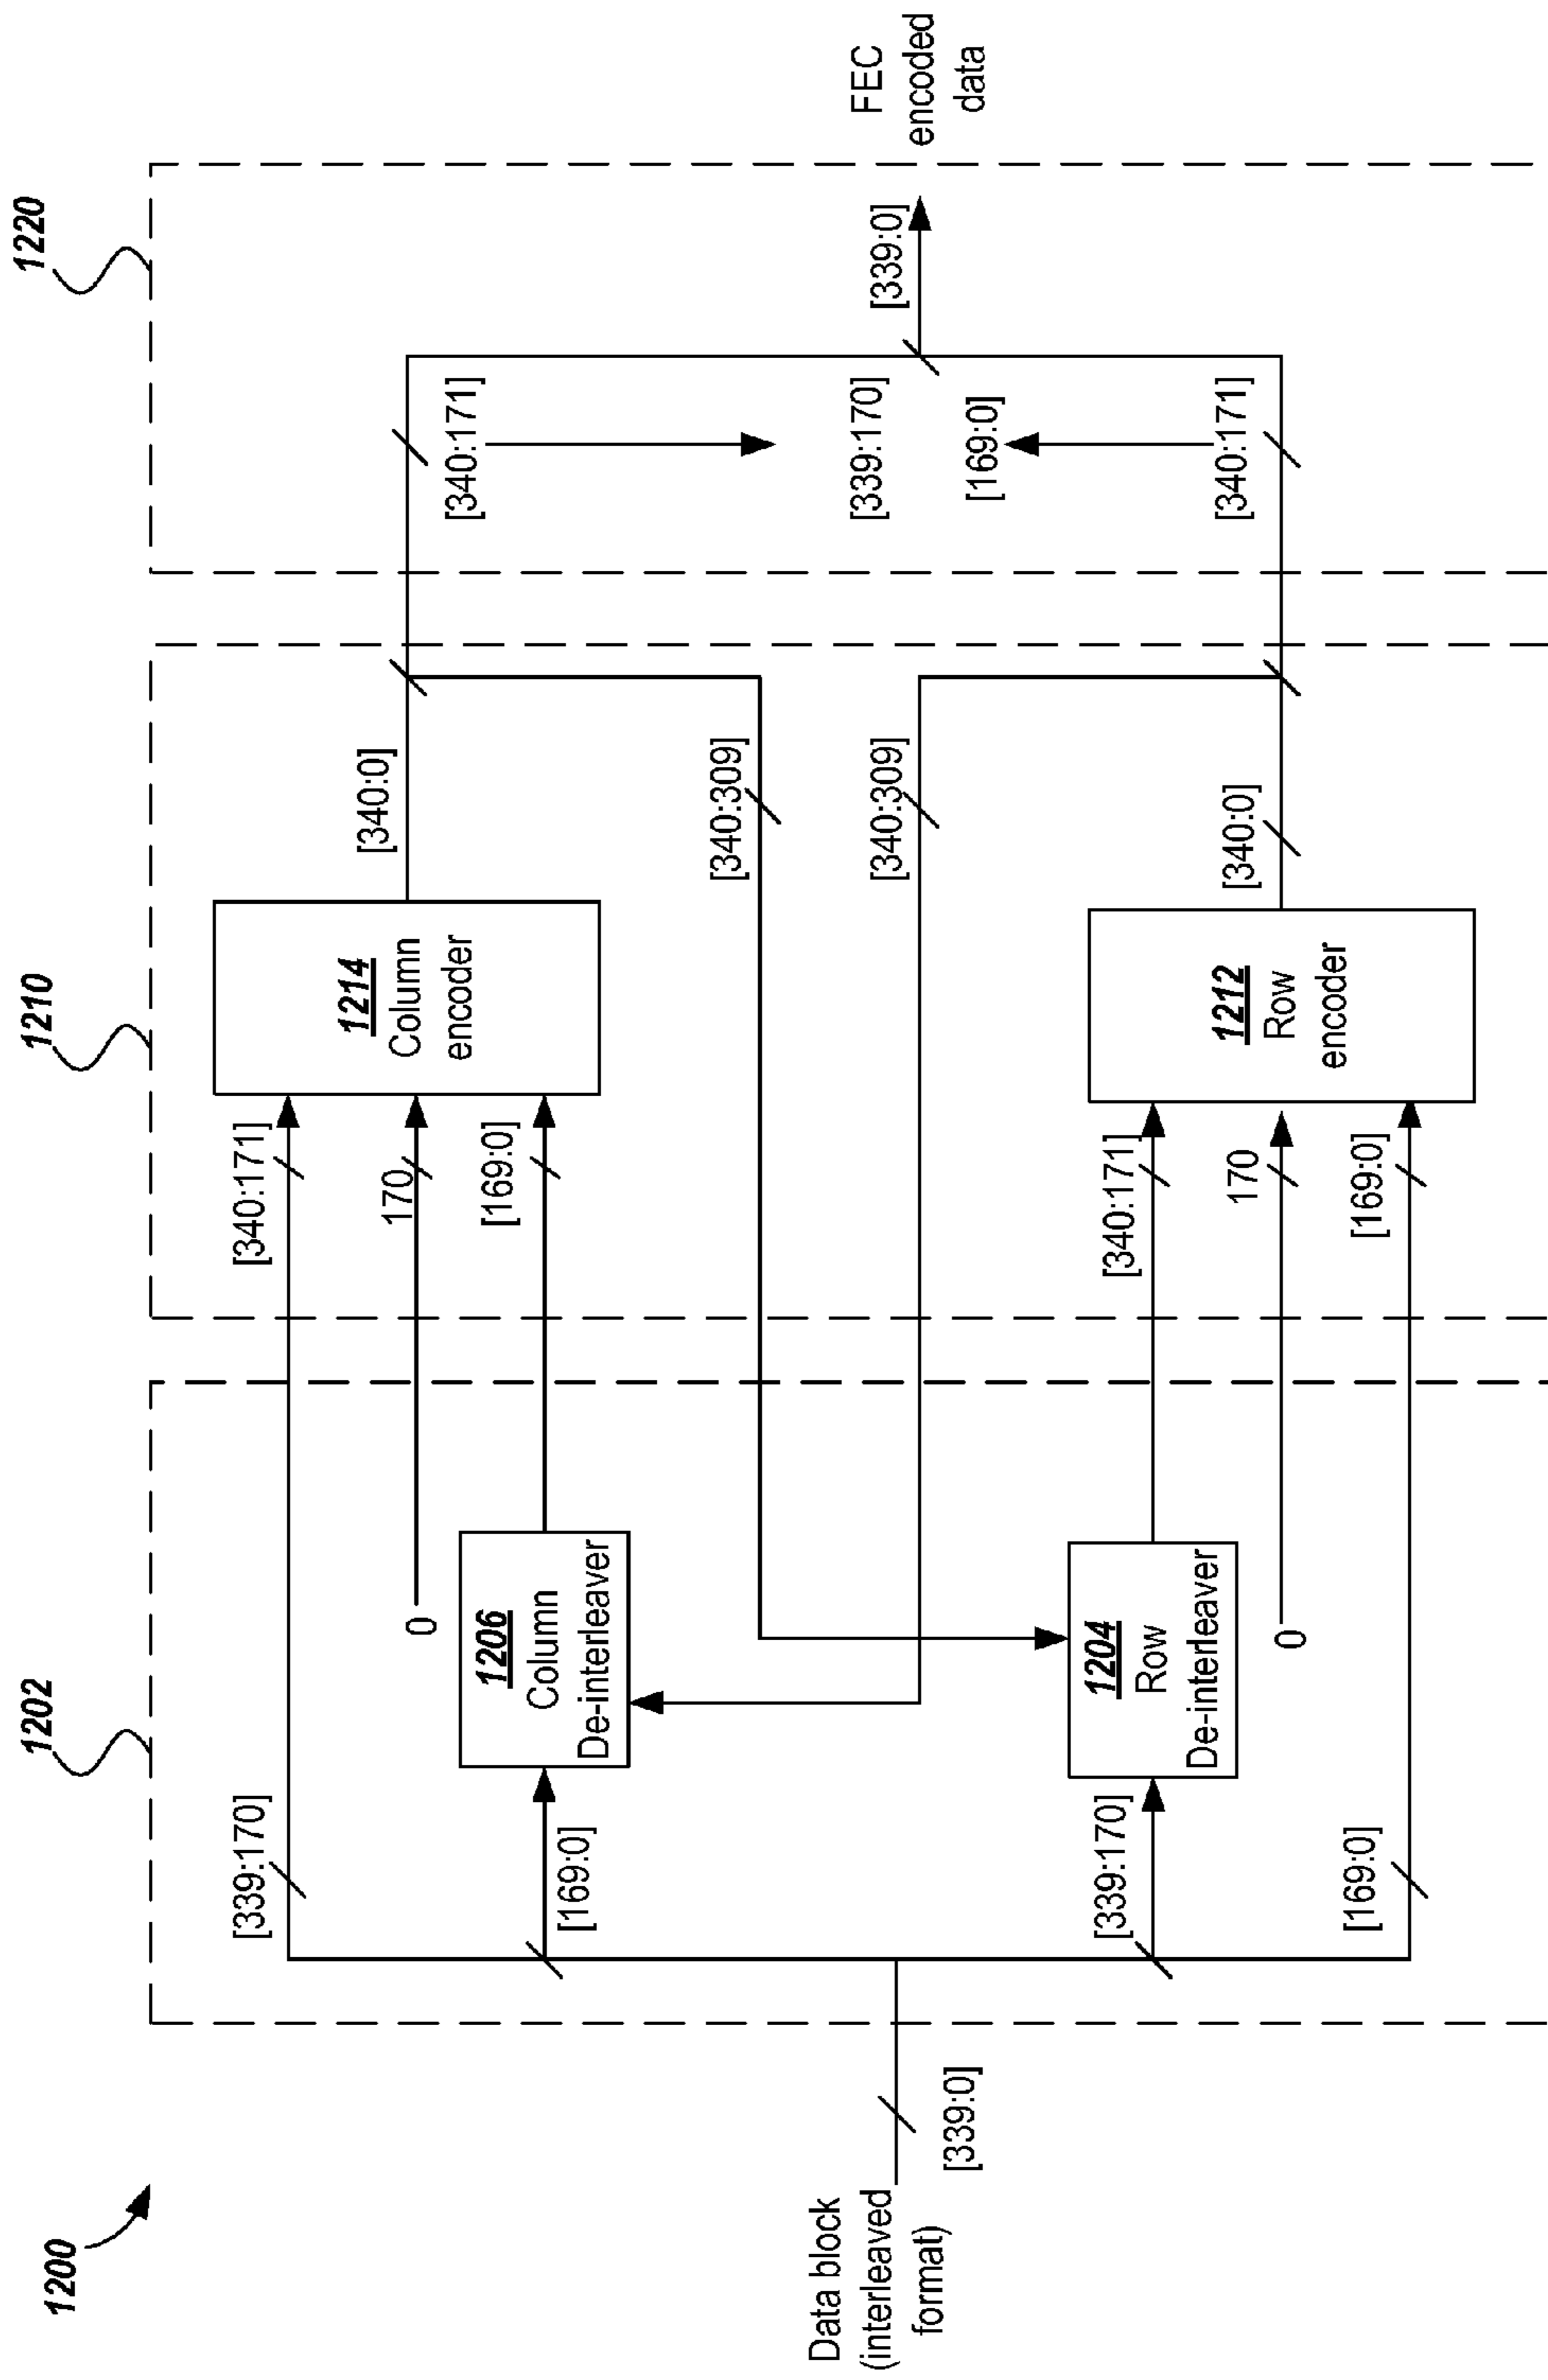 1200
1202
1210
1220
Data block
(interleaved
format)
[339:0]
[339:170]
[169:0]
[339:170]
[169:0]
0
1206
Column
De-interleaver
1204
Row
De-interleaver
0
[340:171]
170
[169:0]
[340:171]
170
[169:0]
1214
Column
encoder
1212
Row
encoder
[340:0]
[340:309]
[340:309]
[340:0]
[340:171]
[339:170]
[169:0]
[340:171]
[339:0]
FEC
encoded
data